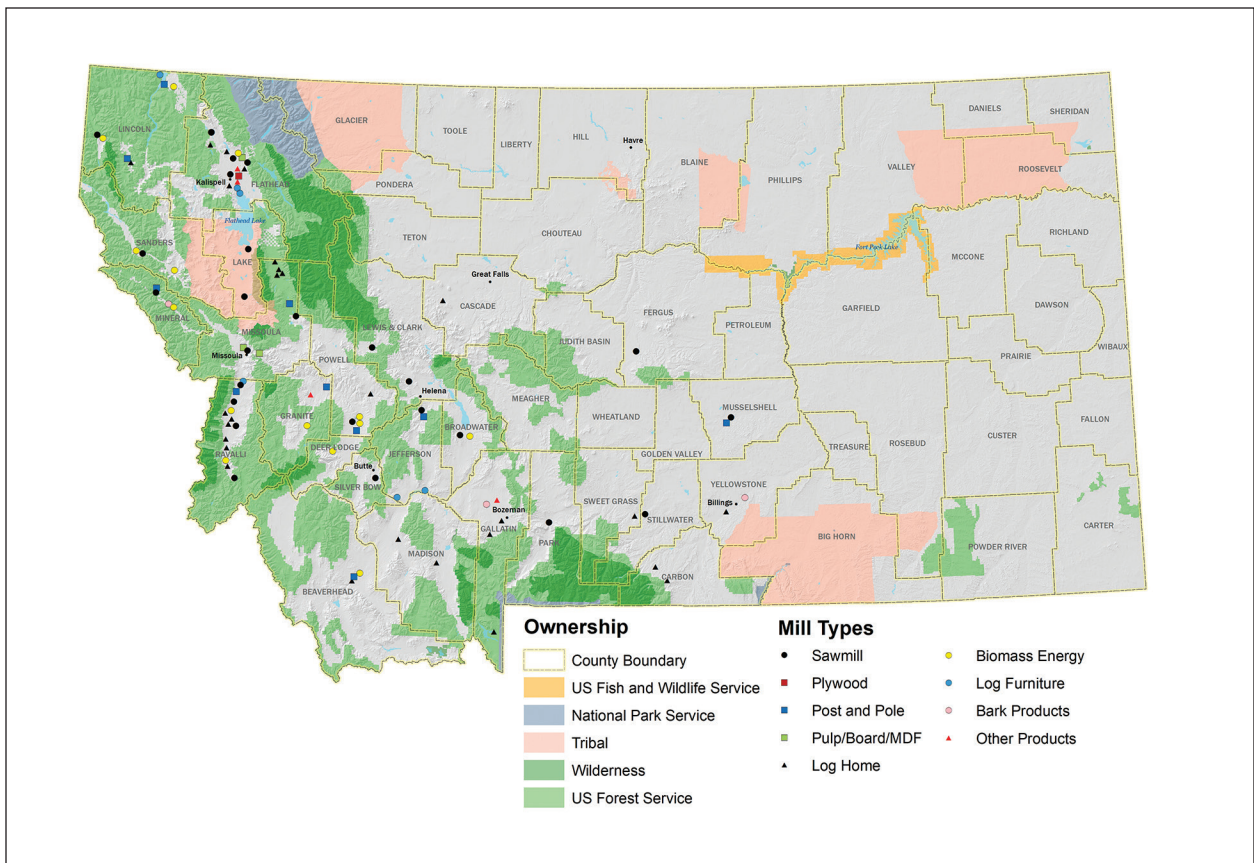 DANIELS
SHERIDAN
GLACIER
TOOLE
LIBERTY
HILL
Havre
LINCOLN
BLAINE
VALLEY
ROOSEVELT
PHILLIPS
Kalispell
FLATHEAD
PONDERA
Flathead Lake
CHOUTEAU
TETON
RICHLAND
SANDERS
Fort Peck Lake
MCCONE
LAKE
Great Falls
CASCADE
GARFIELD
DAWSON
FERGUS
MINERAL
MISSOULA
LEWIS & CLARK
PETROLEUM
JUDITH BASIN
WIBAUX
Missoula
POWELL
PRAIRIE
Helena
MEAGHER
GRANITE
WHEATLAND
MUSSELSHELL
FALLON
BROADWATER
TREASURE
ROSEBUD
CUSTER
DEER LODGE
JEFFERSON
GOLDEN VALLEY
RAVALLI
Butte
SILVER BOW
YELLOWSTONE
SWEET GRASS
Billings
Bozeman
STILLWATER
GALLATIN
CARTER
PARK
BIG HORN
POWDER RIVER
MADISON
CARBON
BEAVERHEAD
Ownership
County Boundary
US Fish and Wildlife Service
National Park Service
Tribal
Wilderness
US Forest Service
Mill Types
Sawmill
Plywood
Post and Pole
Pulp/Board/MDF
Log Home
Biomass Energy
Log Furniture
Bark Products
Other Products